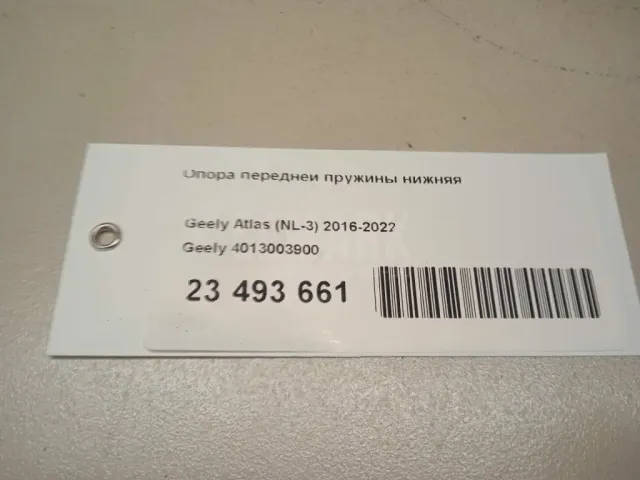 Опора передней пружины нижняя
Geely Atlas (NL-3) 2016-2022
Geely 4013003900
23 493 661